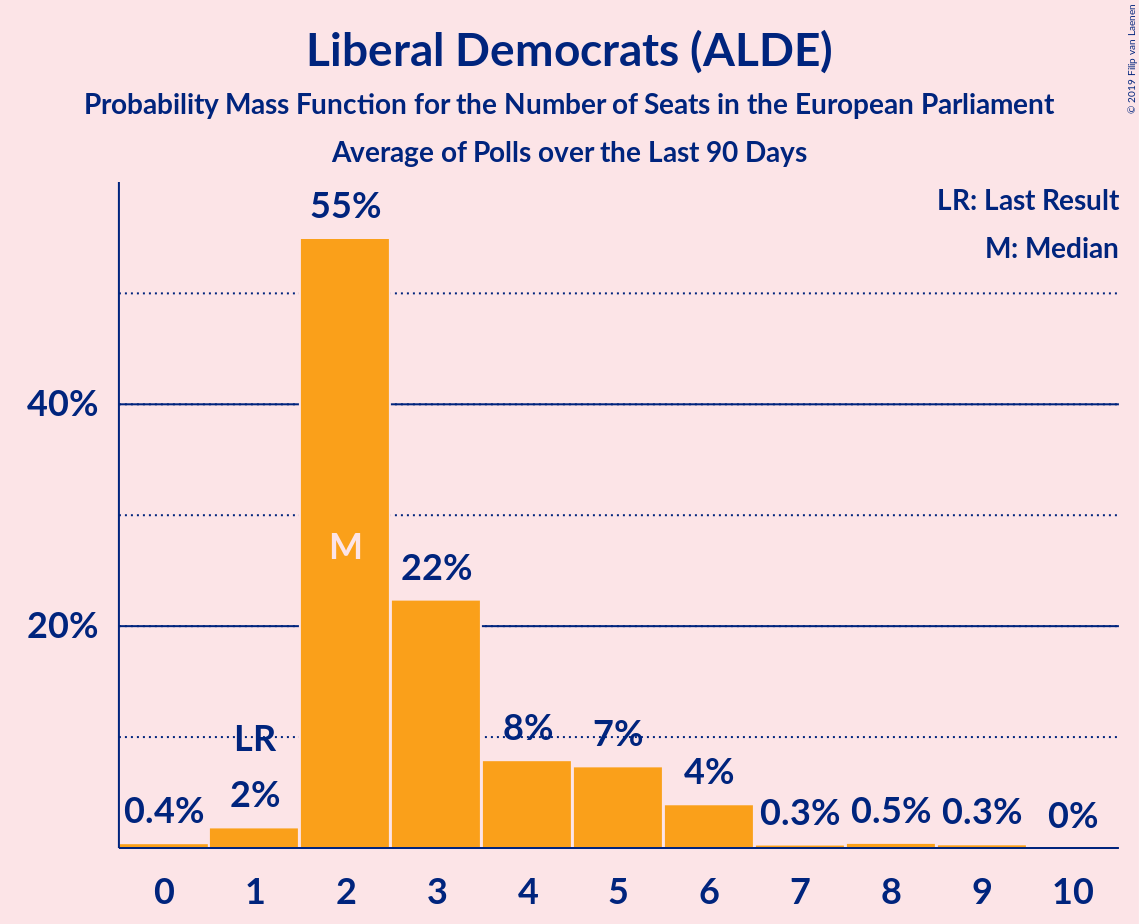 Liberal Democrats (ALDE)
Probability Mass Function for the Number of Seats in the European Parliament
Average of Polls over the Last 90 Days
© 2019 Filip van Laenen
LR: Last Result
M: Median
55%
40%
M
22%
20%
LR
8%
7%
4%
2%
0.4%
0.3%
0.5%
0.3%
0%
0 1 2 3 4 5 6 7 8 9 10